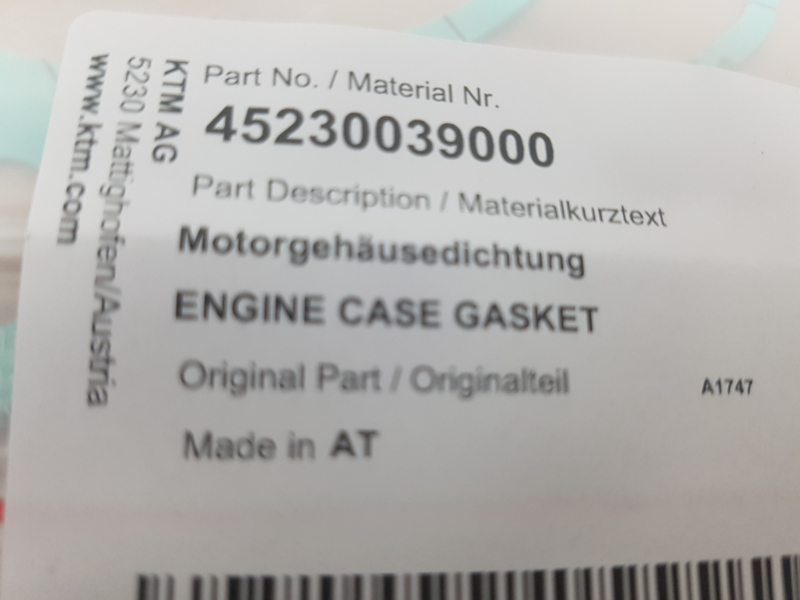 Part No. / Material Nr.
45230039000
Part Description / Materialkurztext
Motorgehäusedichtung
ENGINE CASE GASKET
Original Part / Originalteil
A1747
Made in AT
KTM AG
5230 Mattighofen/Austria
www.ktm.com